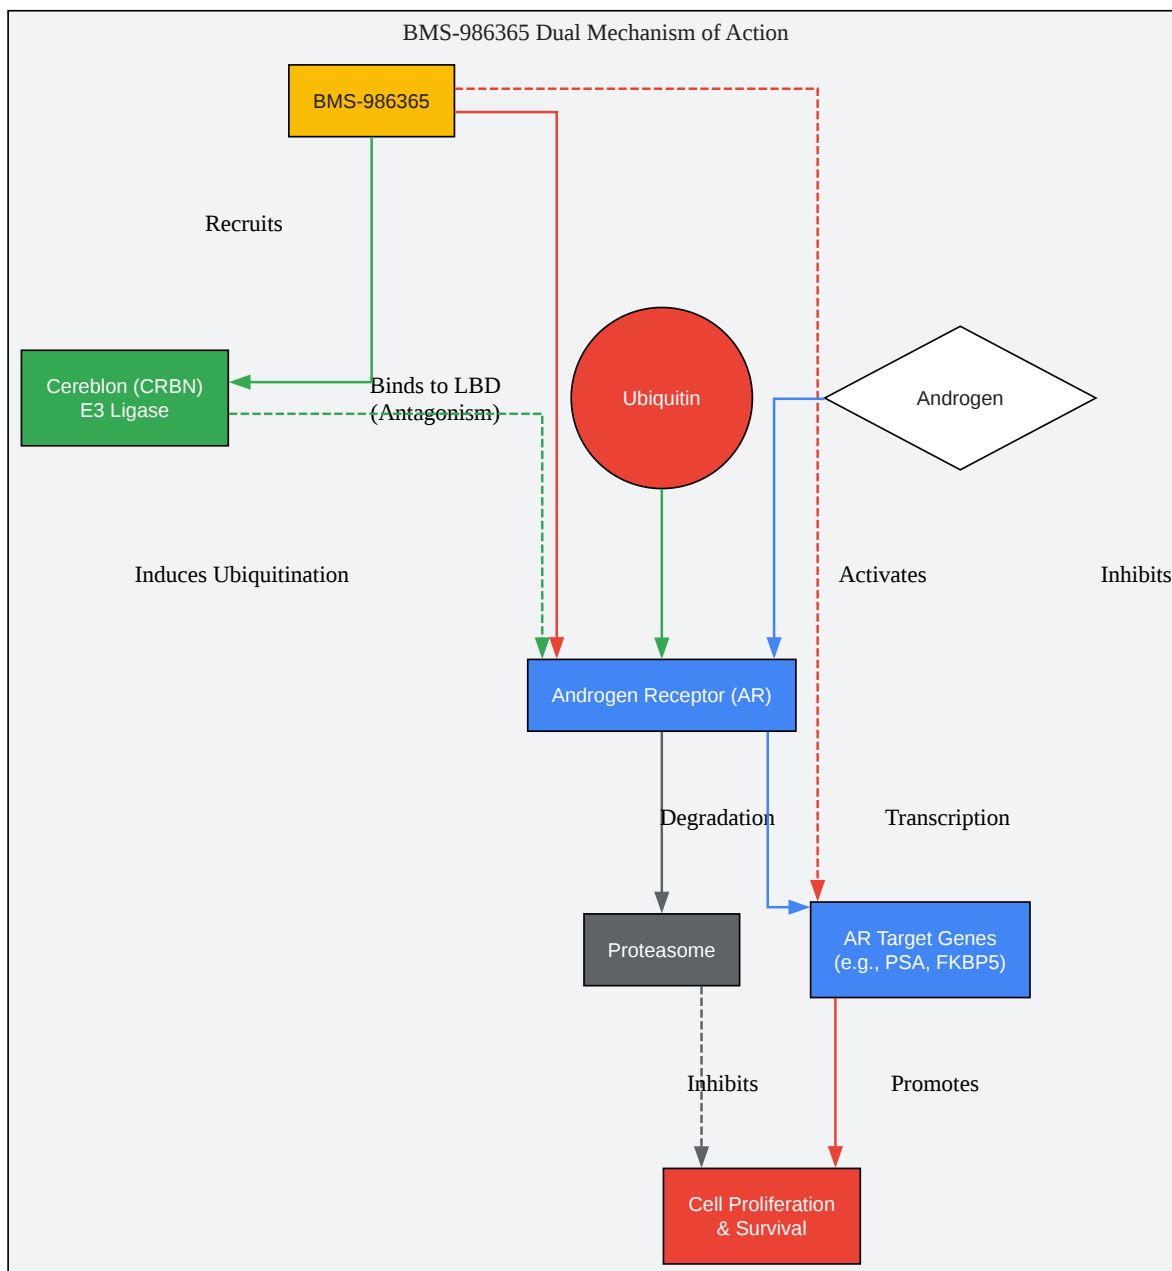 BMS-986365 Dual Mechanism of Action
BMS-986365
Recruits
Cereblon (CRBN)
E3 Ligase
Binds to LBD
(Antagonism)
Ubiquitin
Androgen
Induces Ubiquitination
Activates
Inhibits
Androgen Receptor (AR)
Degradation
Transcription
Proteasome
AR Target Genes
(e.g., PSA, FKBP5)
Inhibits
Promotes
Cell Proliferation
& Survival